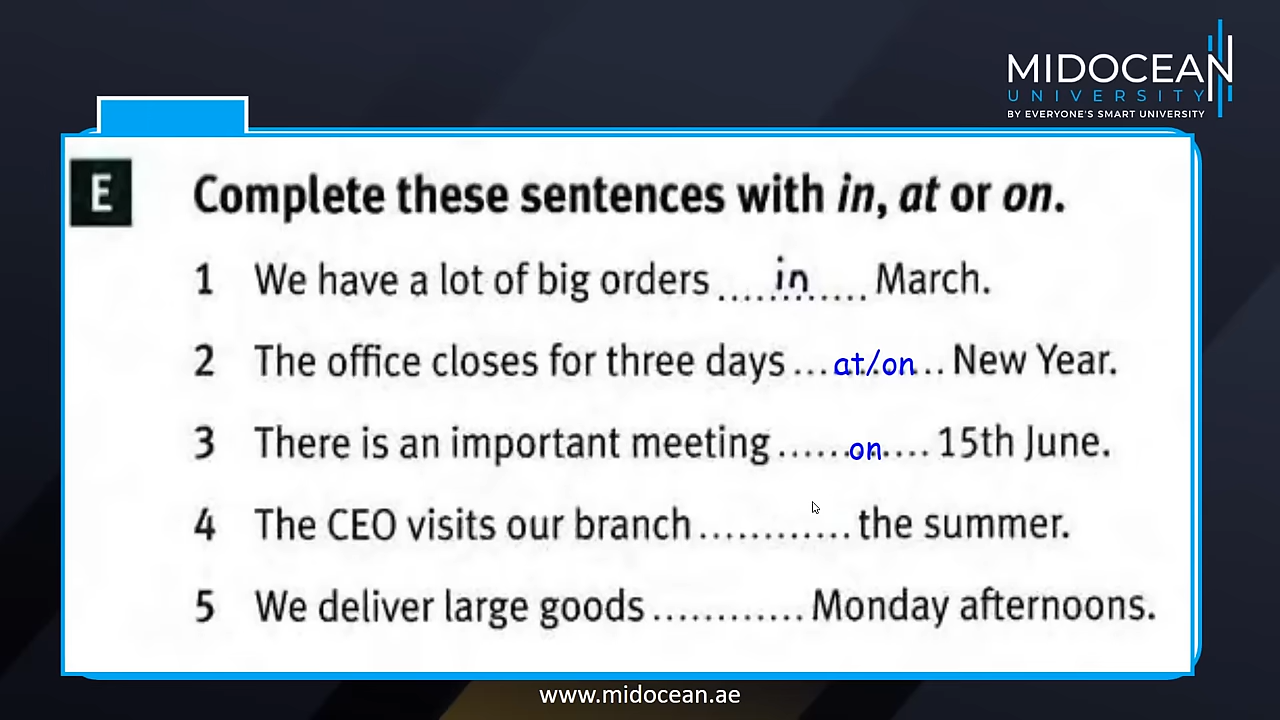 MIDOCEAN
UNIVERSITY
BY EVERYONE'S SMART UNIVERSITY
E Complete these sentences with in, at or on.
1 We have a lot of big orders ....in.... March.
2 The office closes for three days ...at/on... New Year.
3 There is an important meeting ......on.... 15th June.
4 The CEO visits our branch ............ the summer.
5 We deliver large goods ............ Monday afternoons.
www.midocean.ae